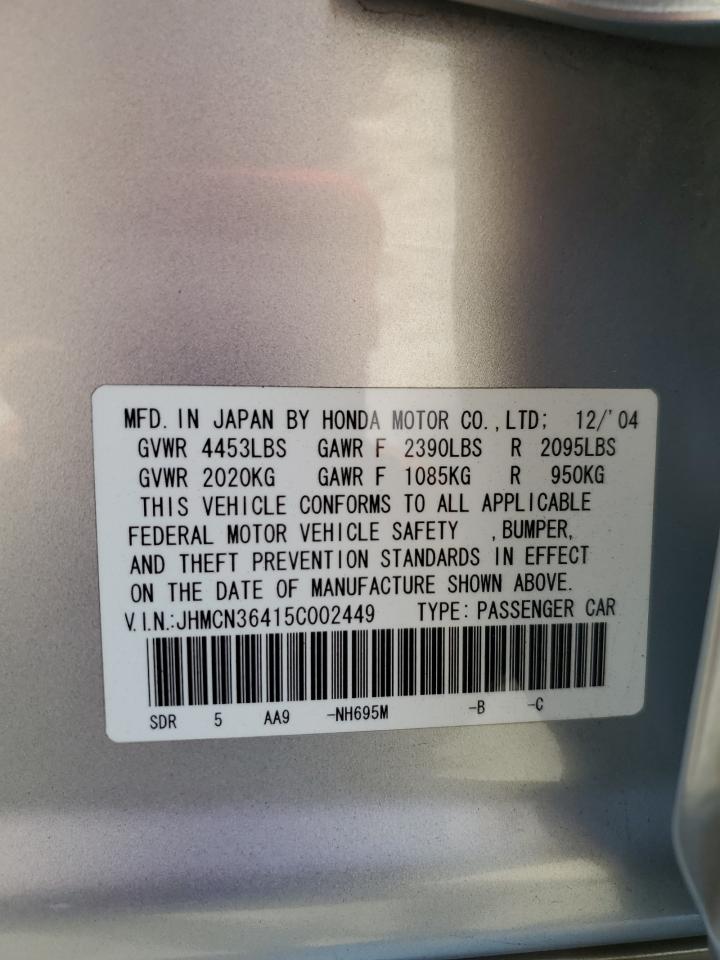 MFD. IN JAPAN BY HONDA MOTOR CO.,LTD; 12/'04
GVWR 4453LBS GAWR F 2390LBS R 2095LBS
GVWR 2020KG GAWR F 1085KG R 950KG
THIS VEHICLE CONFORMS TO ALL APPLICABLE
FEDERAL MOTOR VEHICLE SAFETY ,BUMPER,
AND THEFT PREVENTION STANDARDS IN EFFECT
ON THE DATE OF MANUFACTURE SHOWN ABOVE.
V.I.N.:JHMCN36415C002449 TYPE: PASSENGER CAR
SDR 5 AA9 -NH695M -B -C